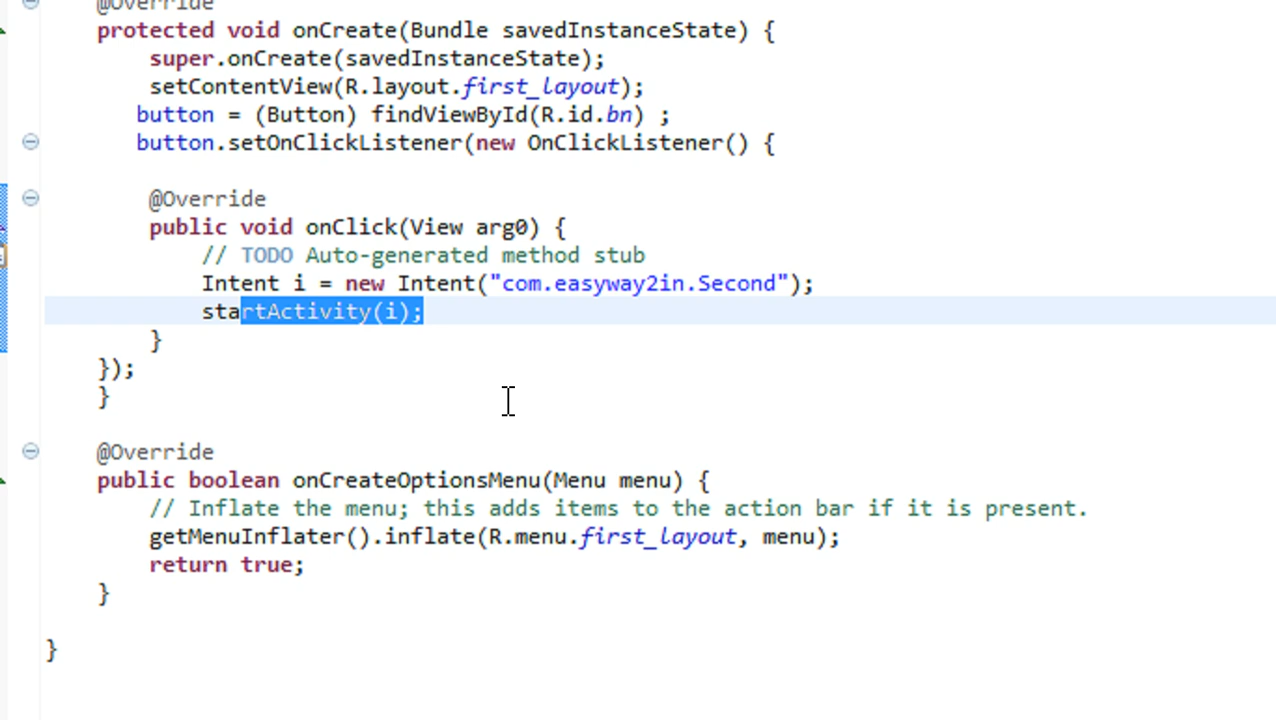 @Override
protected void onCreate(Bundle savedInstanceState) {
super.onCreate(savedInstanceState);
setContentView(R.layout.first_layout);
button = (Button) findViewById(R.id.bn) ;
button.setOnClickListener(new OnClickListener() {
@Override
public void onClick(View arg0) {
// TODO Auto-generated method stub
Intent i = new Intent("com.easyway2in.Second");
startActivity(i);
}
});
}
@Override
public boolean onCreateOptionsMenu(Menu menu) {
// Inflate the menu; this adds items to the action bar if it is present.
getMenuInflater().inflate(R.menu.first_layout, menu);
return true;
}
}